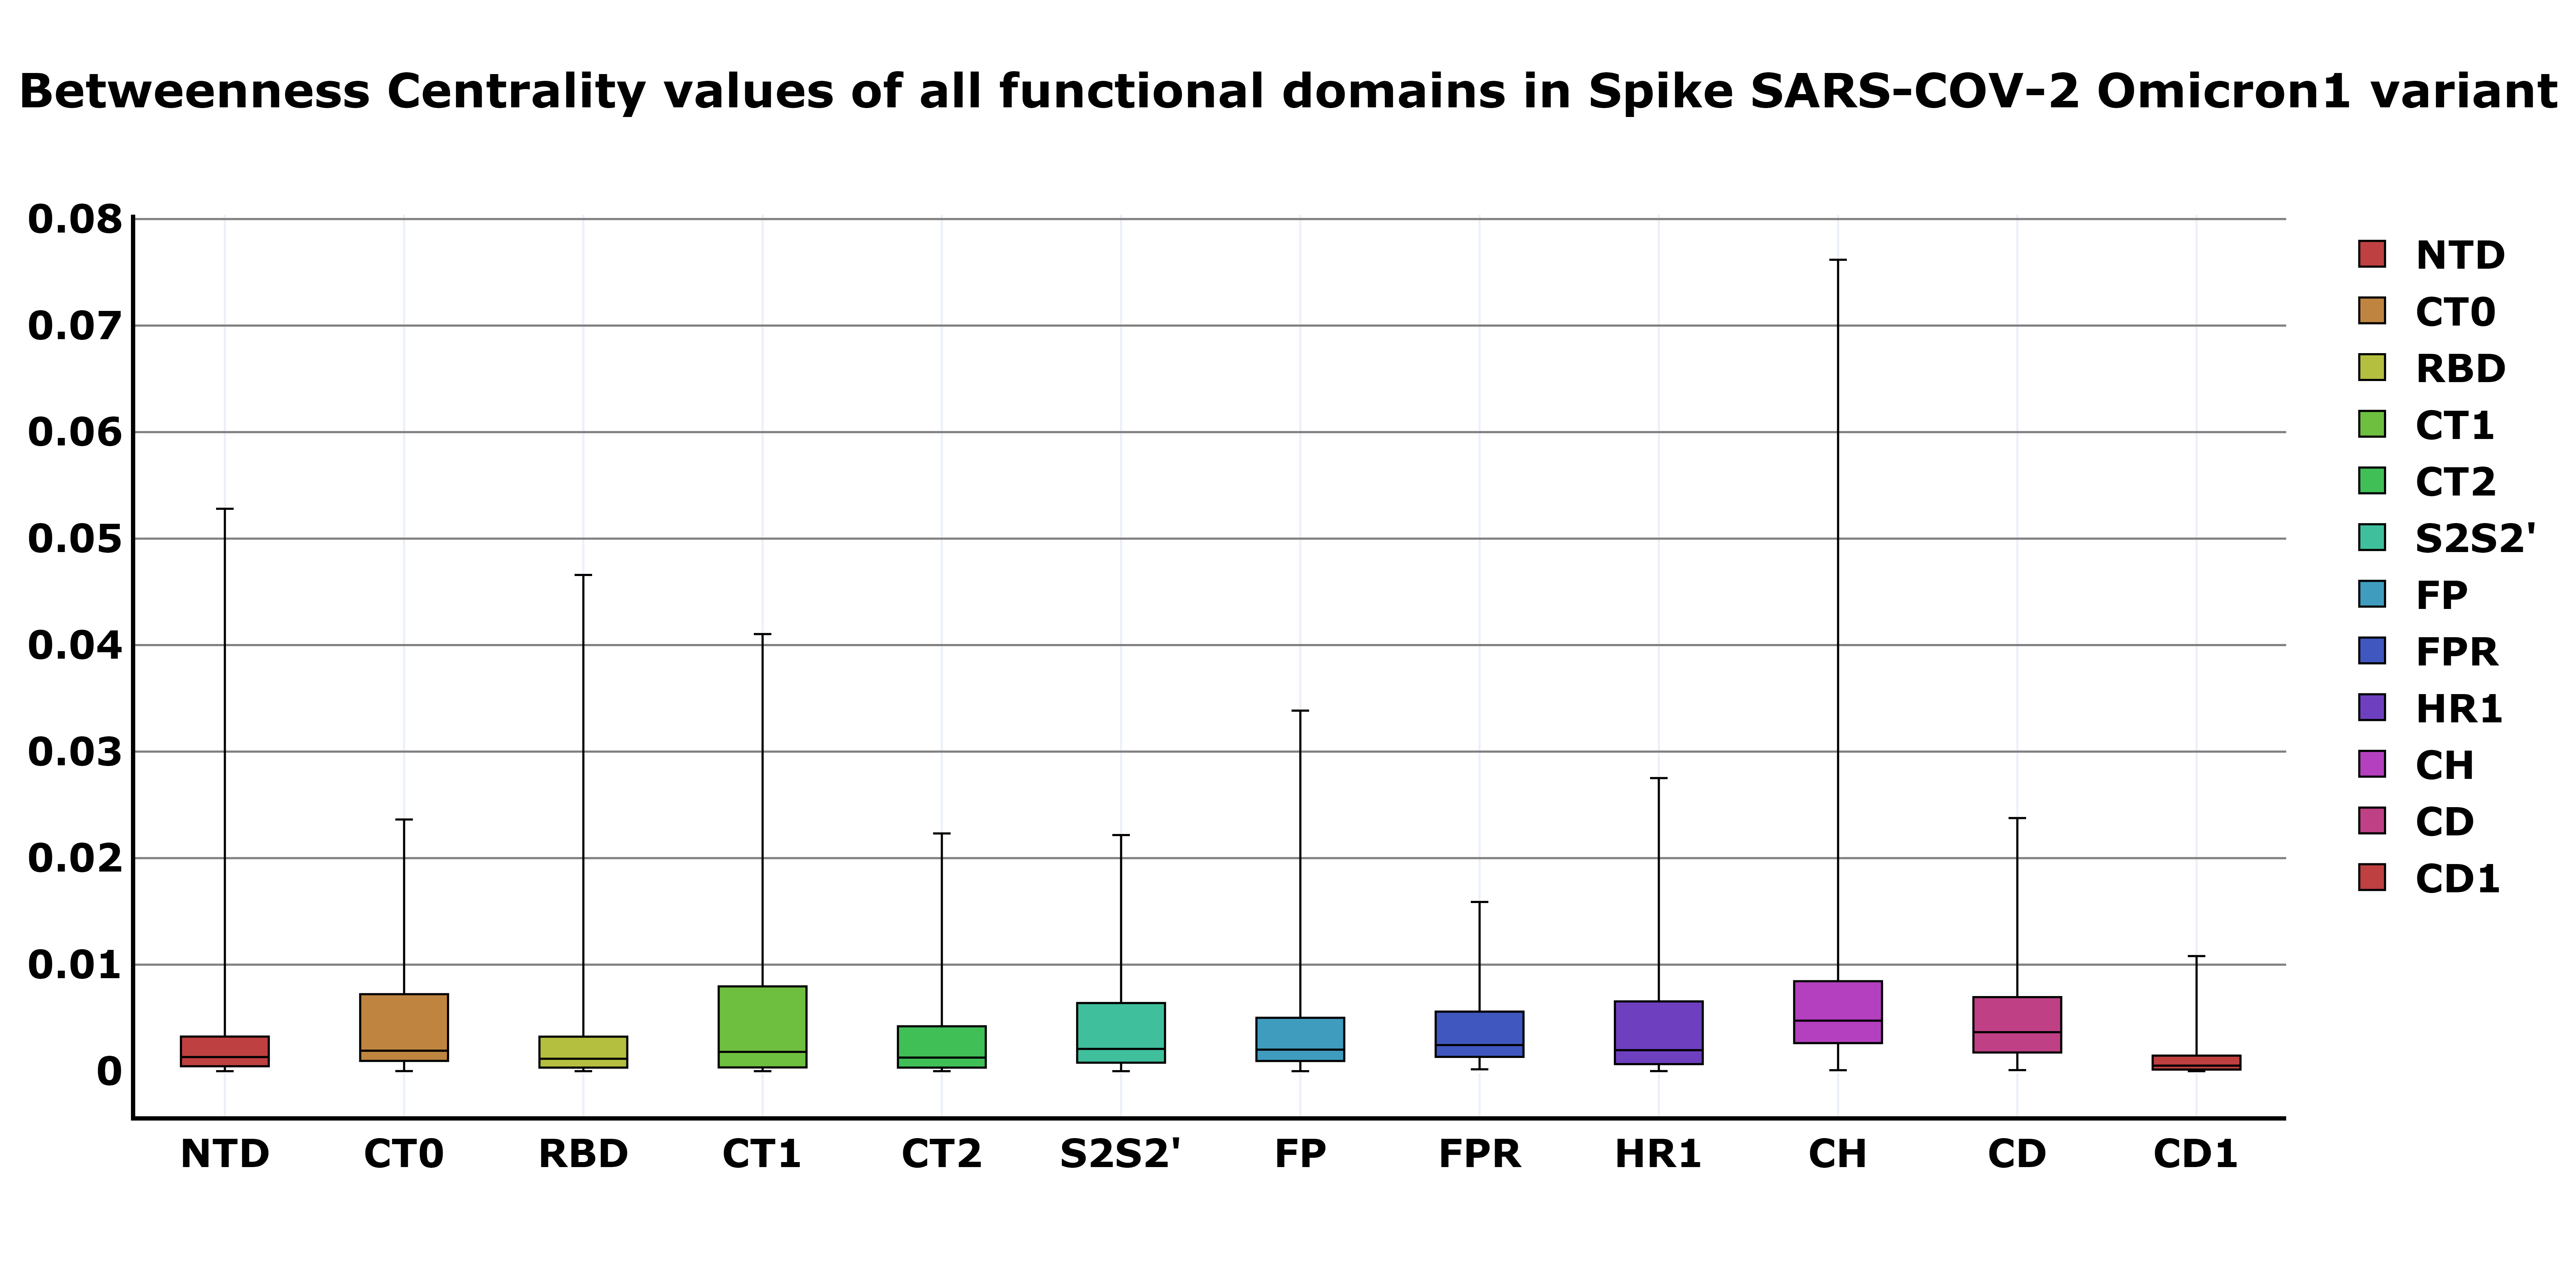 Betweenness Centrality values of all functional domains in Spike SARS-COV-2 Omicron1 variant
0.08
0.07
0.06
0.05
0.04
0.03
0.02
0.01
0
NTD CT0 RBD CT1 CT2 S2S2' FP FPR HR1 CH CD CD1
NTD
CT0
RBD
CT1
CT2
S2S2'
FP
FPR
HR1
CH
CD
CD1